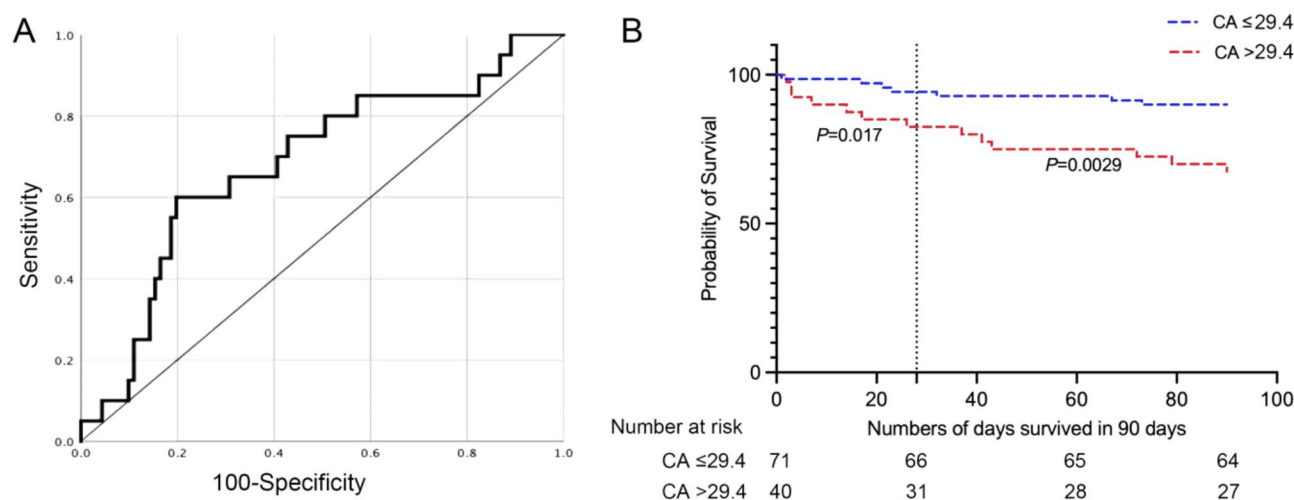 A
1.0
0.8
0.6
0.4
0.2
0.0
Sensitivity
0.0 0.2 0.4 0.6 0.8 1.0
100-Specificity
B
CA ≤29.4
CA >29.4
100
50
0
Probability of Survival
P=0.017
P=0.0029
0 20 40 60 80 100
Number at risk Numbers of days survived in 90 days
CA ≤29.4 71 66 65 64
CA >29.4 40 31 28 27